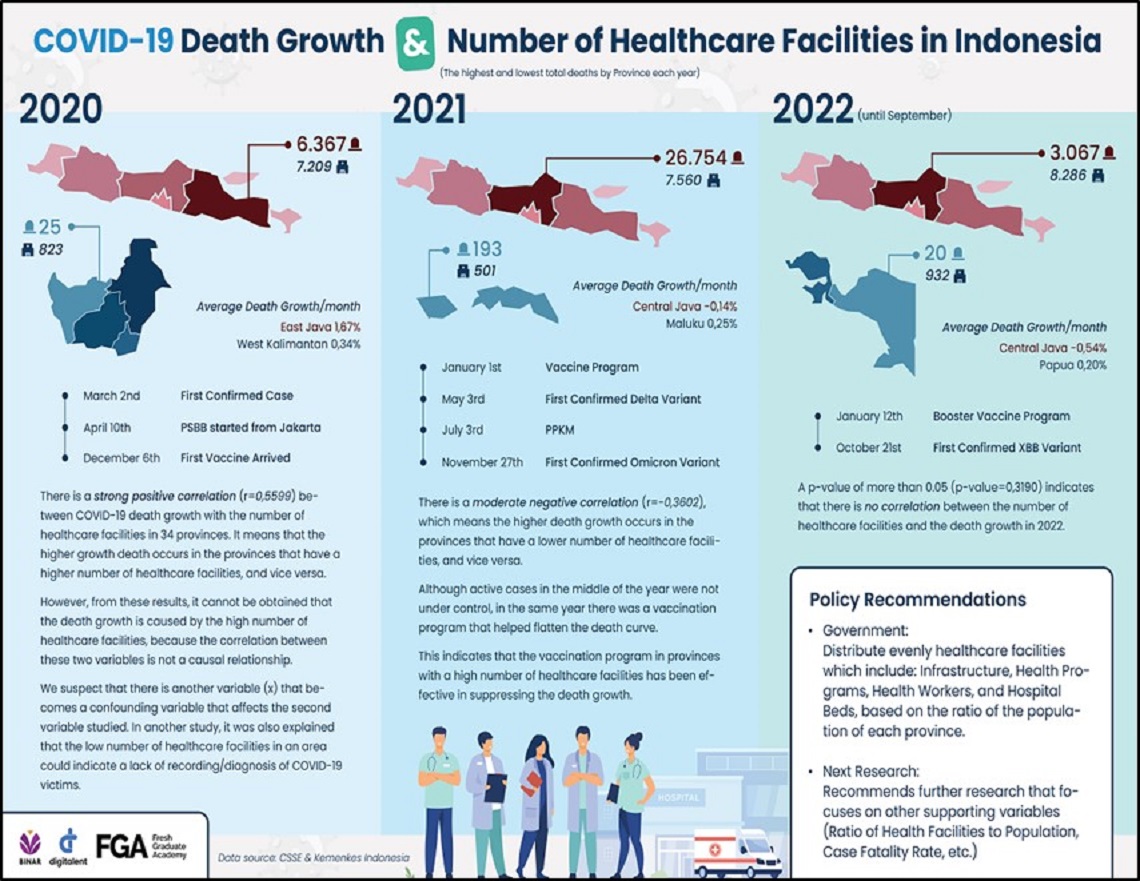 COVID-19 Death Growth & Number of Healthcare Facilities in Indonesia
(The highest and lowest total deaths by Province each year)
2020
6.367
7.209
25
823
Average Death Growth/month
East Java 1,67%
West Kalimantan 0,34%
March 2nd First Confirmed Case
April 10th PSBB started from Jakarta
December 6th First Vaccine Arrived
There is a strong positive correlation (r=0,5599) be-
tween COVID-19 death growth with the number of
healthcare facilities in 34 provinces. It means that the
higher growth death occurs in the provinces that have a
higher number of healthcare facilities, and vice versa.
However, from these results, it cannot be obtained that
the death growth is caused by the high number of
healthcare facilities, because the correlation between
these two variables is not a causal relationship.
We suspect that there is another variable (x) that be-
comes a confounding variable that affects the second
variable studied. In another study, it was also explained
that the low number of healthcare facilities in an area
could indicate a lack of recording/diagnosis of COVID-19
victims.
2021
26.754
7.560
193
501
Average Death Growth/month
Central Java -0,14%
Maluku 0,25%
January 1st Vaccine Program
May 3rd First Confirmed Delta Variant
July 3rd PPKM
November 27th First Confirmed Omicron Variant
There is a moderate negative correlation (r=-0,3602),
which means the higher death growth occurs in the
provinces that have a lower number of healthcare facili-
ties, and vice versa.
Although active cases in the middle of the year were not
under control, in the same year there was a vaccination
program that helped flatten the death curve.
This indicates that the vaccination program in provinces
with a high number of healthcare facilities has been ef-
fective in suppressing the death growth.
2022 (until September)
3.067
8.286
20
932
Average Death Growth/month
Central Java -0,54%
Papua 0,20%
January 12th Booster Vaccine Program
October 21st First Confirmed XBB Variant
A p-value of more than 0.05 (p-value=0,3190) indicates
that there is no correlation between the number of
healthcare facilities and the death growth in 2022.
Policy Recommendations
• Government:
Distribute evenly healthcare facilities
which include: Infrastructure, Health Pro-
grams, Health Workers, and Hospital
Beds, based on the ratio of the popula-
tion of each province.
• Next Research:
Recommends further research that fo-
cuses on other supporting variables
(Ratio of Health Facilities to Population,
Case Fatality Rate, etc.)
HOSPITAL
BINAR
digitalent
FGA Fresh
Graduate
Academy
Data source: CSSE & Kemenkes Indonesia